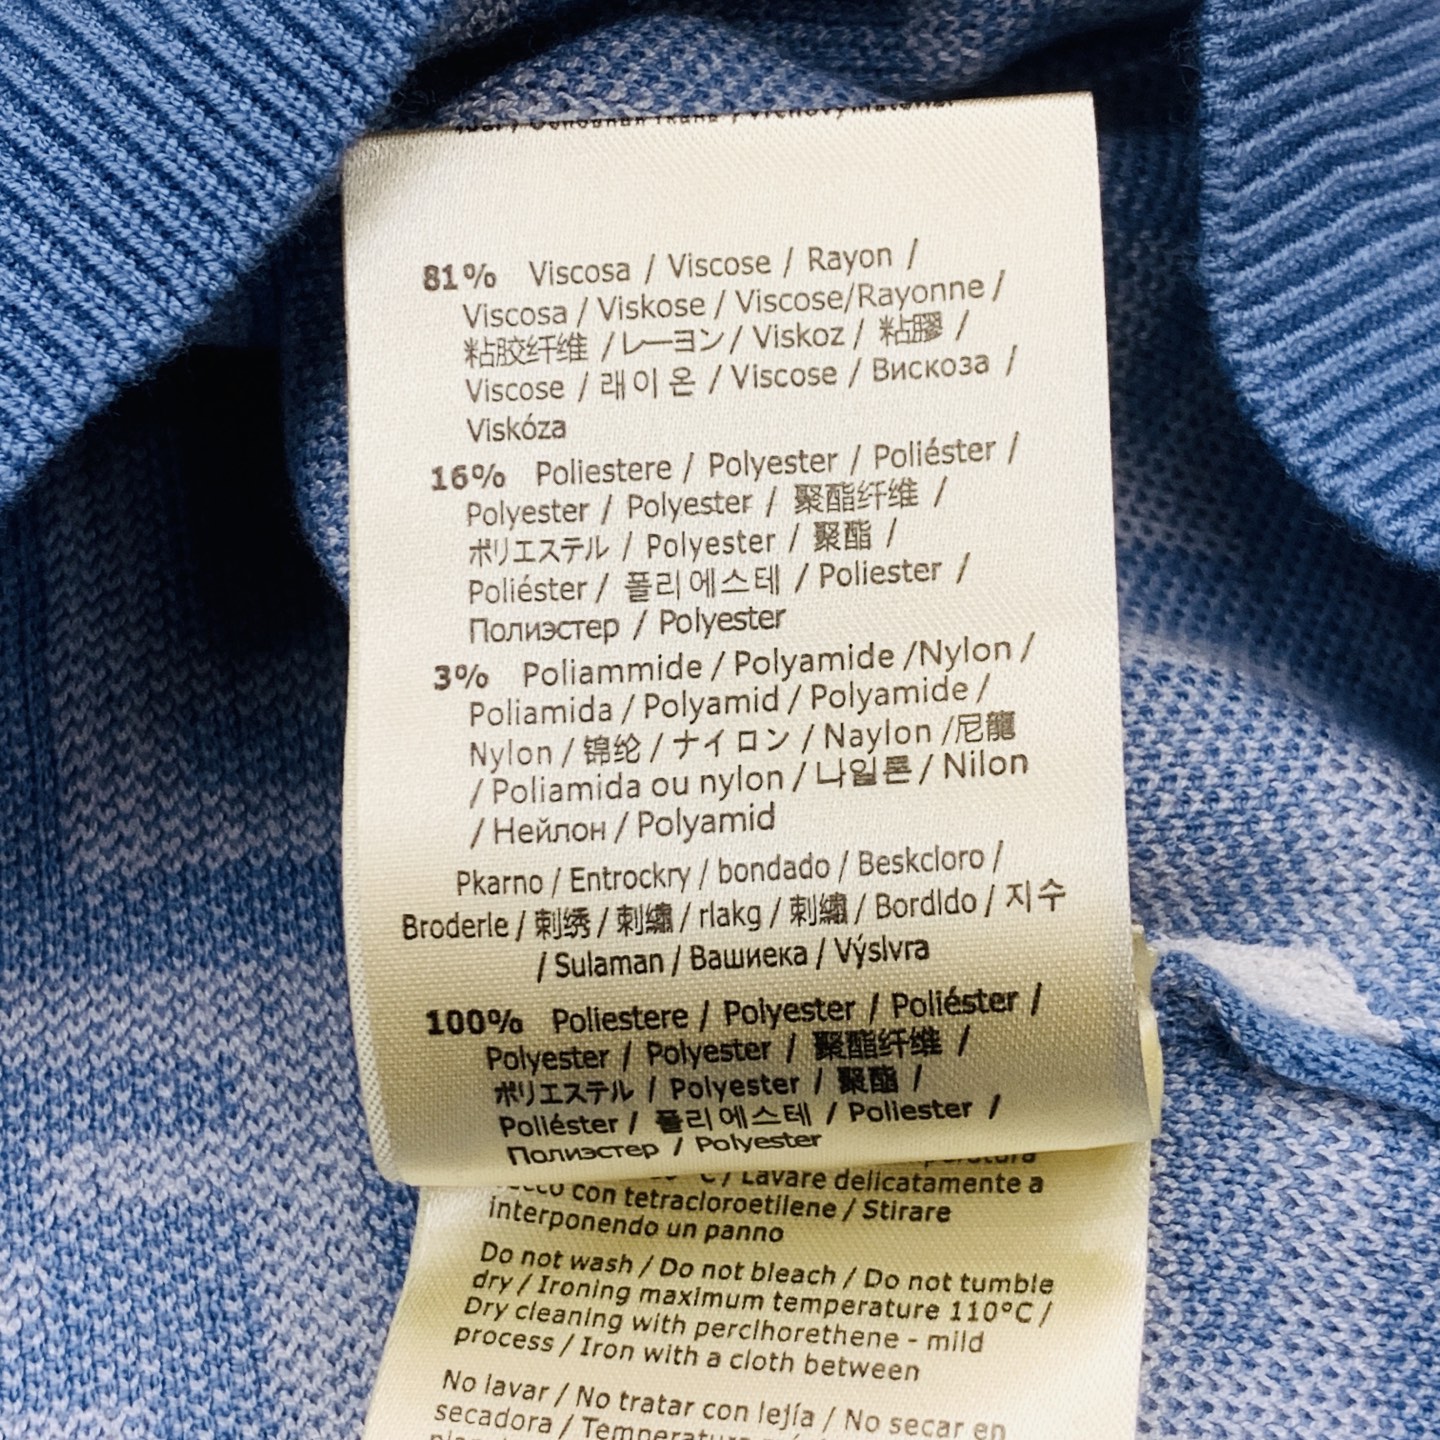 Основная ткань / Vrchový materiál
81% Viscosa / Viscose / Rayon /
Viscosa / Viskose / Viscose/Rayonne /
粘胶纤维 /レーヨン/ Viskoz / 粘膠 /
Viscose / 래이온 / Viscose / Вискоза /
Viskóza
16% Poliestere / Polyester / Poliéster /
Polyester / Polyester / 聚酯纤维 /
ポリエステル / Polyester / 聚酯 /
Poliéster / 폴리에스테 / Poliester /
Полиэстер / Polyester
3% Poliammide / Polyamide /Nylon /
Poliamida / Polyamid / Polyamide /
Nylon / 锦纶 / ナイロン / Naylon /尼龍
/ Poliamida ou nylon / 나일론 / Nilon
/ Нейлон / Polyamid
Pkarno / Entrockry / bondado / Beskcloro /
Broderle / 刺绣 / 刺繍 / rlakg / 刺繡 / Bordldo / 지수
/ Sulaman / Вашиека / Výslvra
100% Poliestere / Polyester / Poliéster /
Polyester / Polyester / 聚酯纤维 /
ポリエステル / Polyester / 聚酯 /
Poliéster / 폴리에스테 / Poliester /
Полиэстер / Polyester
°C / Lavare delicatamente a
con tetracloroetilene / Stirare
interponendo un panno
Do not wash / Do not bleach / Do not tumble
dry / Ironing maximum temperature 110°C /
Dry cleaning with perclhorethene - mild
process / Iron with a cloth between
No lavar / No tratar con lejía / No secar en
secadora / Temperatura